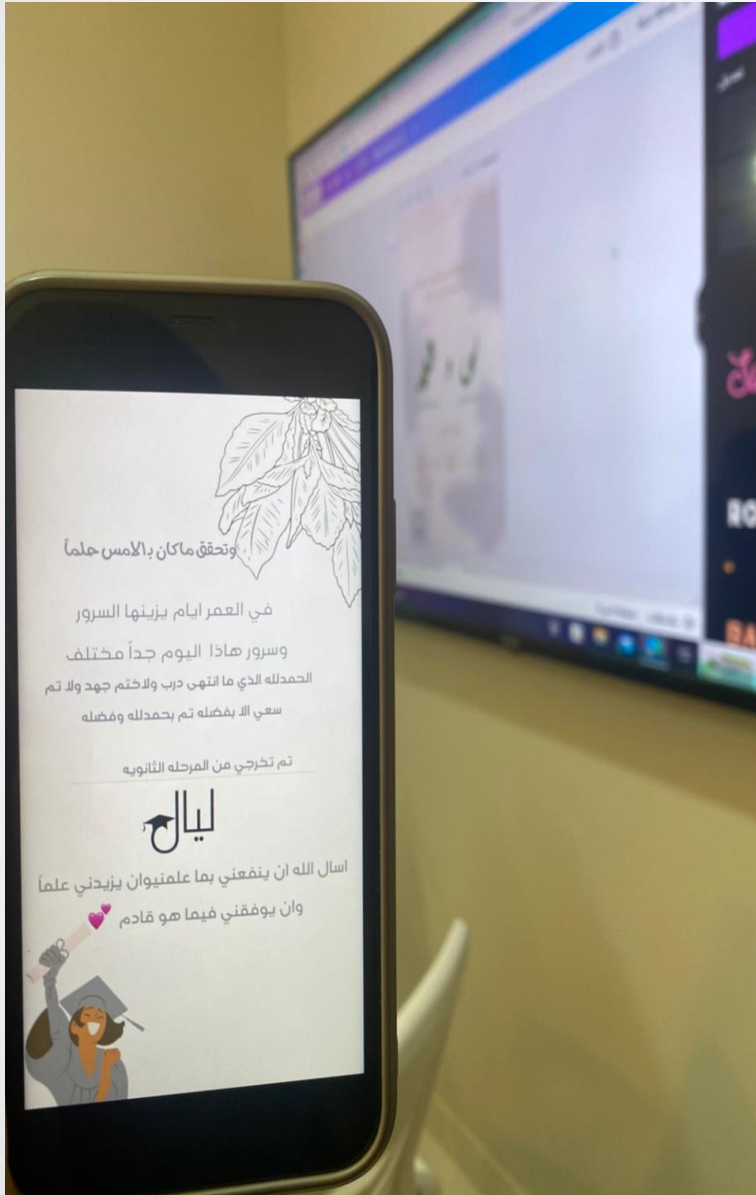 وتحقق ماكان بالامس حلماً
في العمر ايام يزينها السرور
وسرور هاذا اليوم جداً مختلف
الحمدلله الذي ما انتهى درب ولاختم جهد ولا تم
سعي الا بفضله تم بحمدلله وفضله
تم تخرجي من المرحله الثانويه
ليال
اسال الله ان ينفعني بما علمنيوان يزيدني علماً
وان يوفقني فيما هو قادم 💕
RO